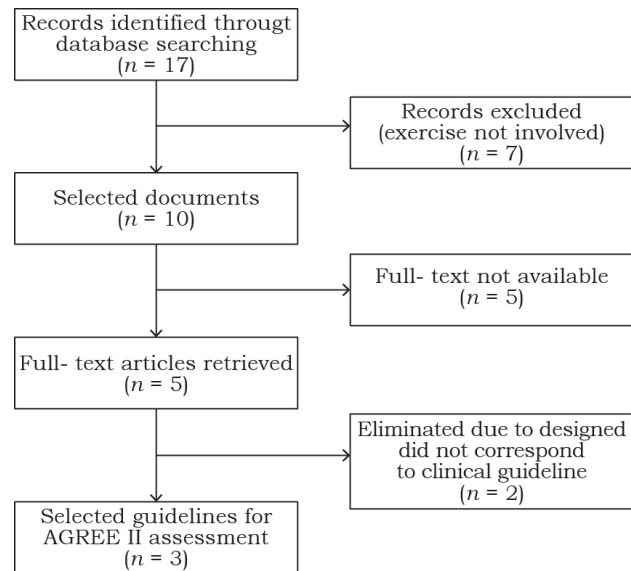 Records identified througt
database searching
(n = 17)
Records excluded
(exercise not involved)
(n = 7)
Selected documents
(n = 10)
Full- text not available
(n = 5)
Full- text articles retrieved
(n = 5)
Eliminated due to designed
did not correspond
to clinical guideline
(n = 2)
Selected guidelines for
AGREE II assessment
(n = 3)